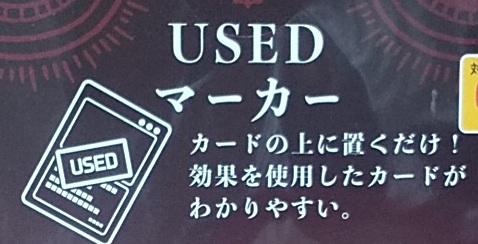 USED
マーカー
カードの上に置くだけ!
効果を使用したカードが
わかりやすい。
USED